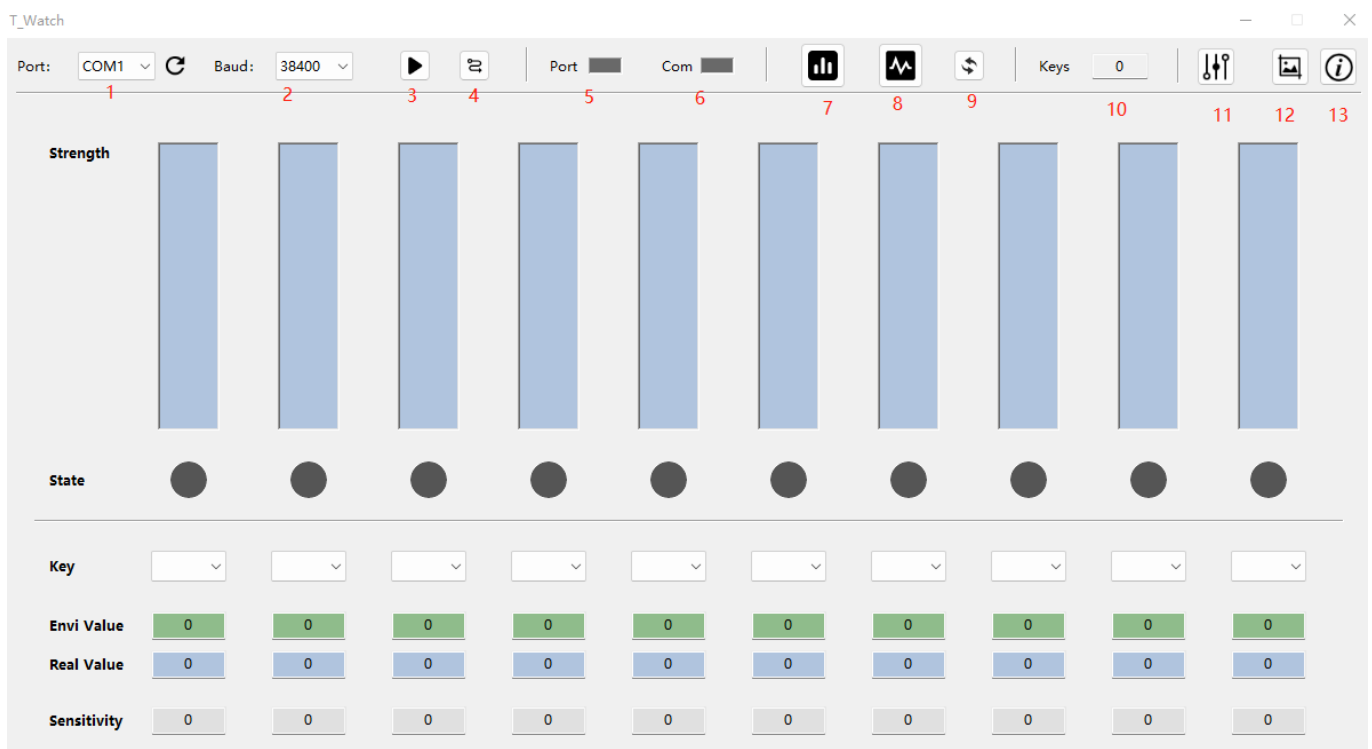 T_Watch
Port: COM1 Baud: 38400 Port Com Keys 0
1 2 3 4 5 6 7 8 9 10 11 12 13
Strength
State
Key
Envi Value 0 0 0 0 0 0 0 0 0 0
Real Value 0 0 0 0 0 0 0 0 0 0
Sensitivity 0 0 0 0 0 0 0 0 0 0